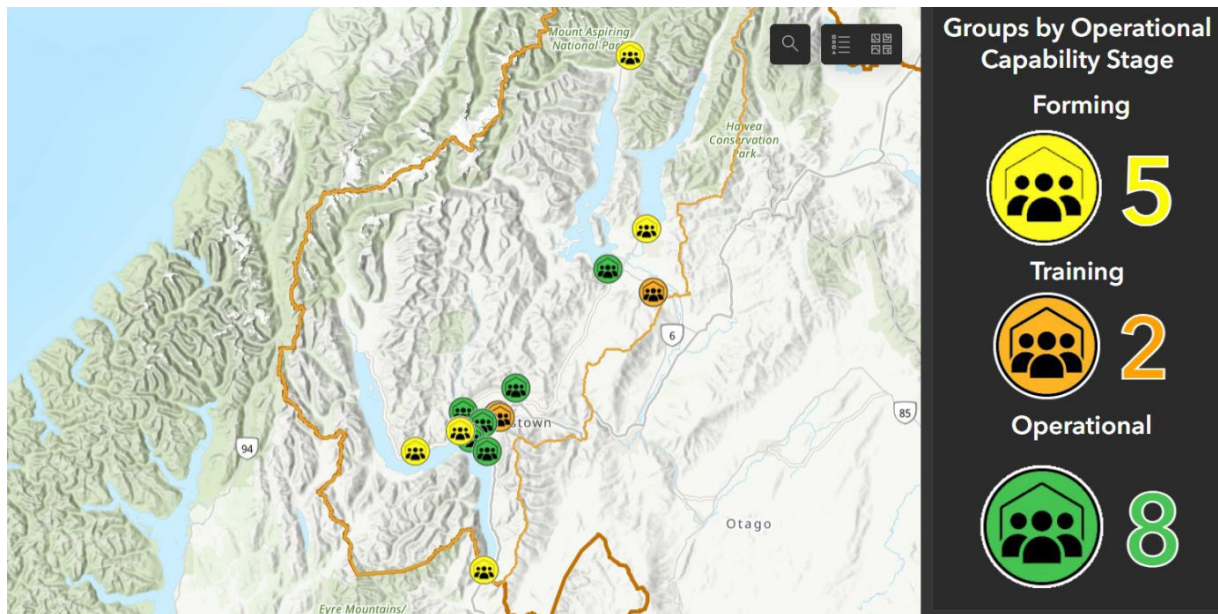 Mount Aspiring
National Park
Hawea
Conservation
Park
6
85
stown
94
Otago
Eyre Mountains/
Groups by Operational
Capability Stage
Forming
5
Training
2
Operational
8